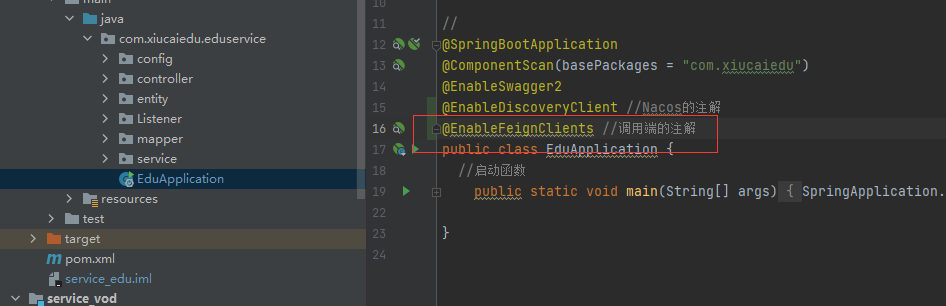 main
java
com.xiucaiedu.eduservice
config
controller
entity
Listener
mapper
service
EduApplication
resources
test
target
pom.xml
service_edu.iml
service_vod
10
11 //
12 @SpringBootApplication
13 @ComponentScan(basePackages = "com.xiucaiedu")
14 @EnableSwagger2
15 @EnableDiscoveryClient //Nacos的注解
16 @EnableFeignClients //调用端的注解
17 public class EduApplication {
18 //启动函数
19 public static void main(String[] args) { SpringApplication.
22
23 }
24